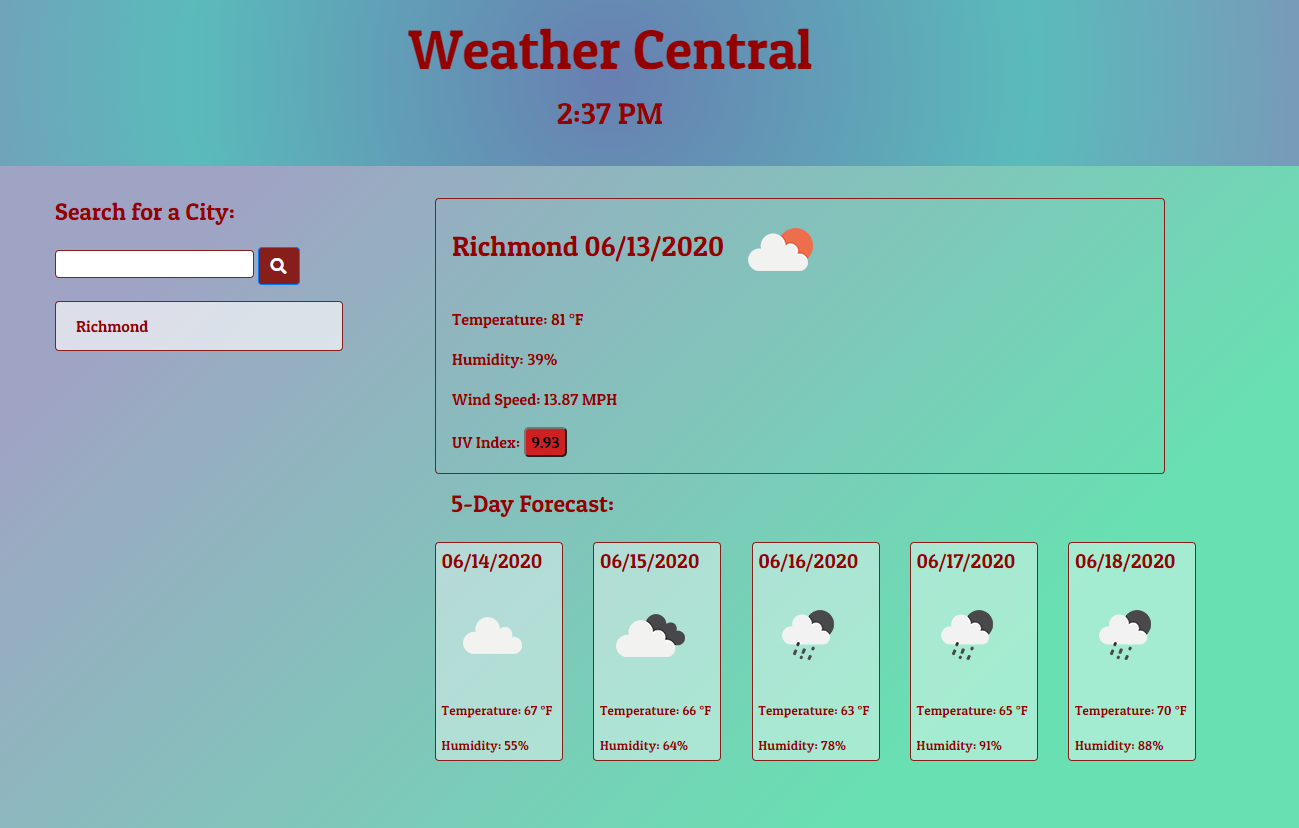 Weather Central
2:37 PM
Search for a City:
Richmond
Richmond 06/13/2020
Temperature: 81 °F
Humidity: 39%
Wind Speed: 13.87 MPH
UV Index: 9.93
5-Day Forecast:
06/14/2020
Temperature: 67 °F
Humidity: 55%
06/15/2020
Temperature: 66 °F
Humidity: 64%
06/16/2020
Temperature: 63 °F
Humidity: 78%
06/17/2020
Temperature: 65 °F
Humidity: 91%
06/18/2020
Temperature: 70 °F
Humidity: 88%